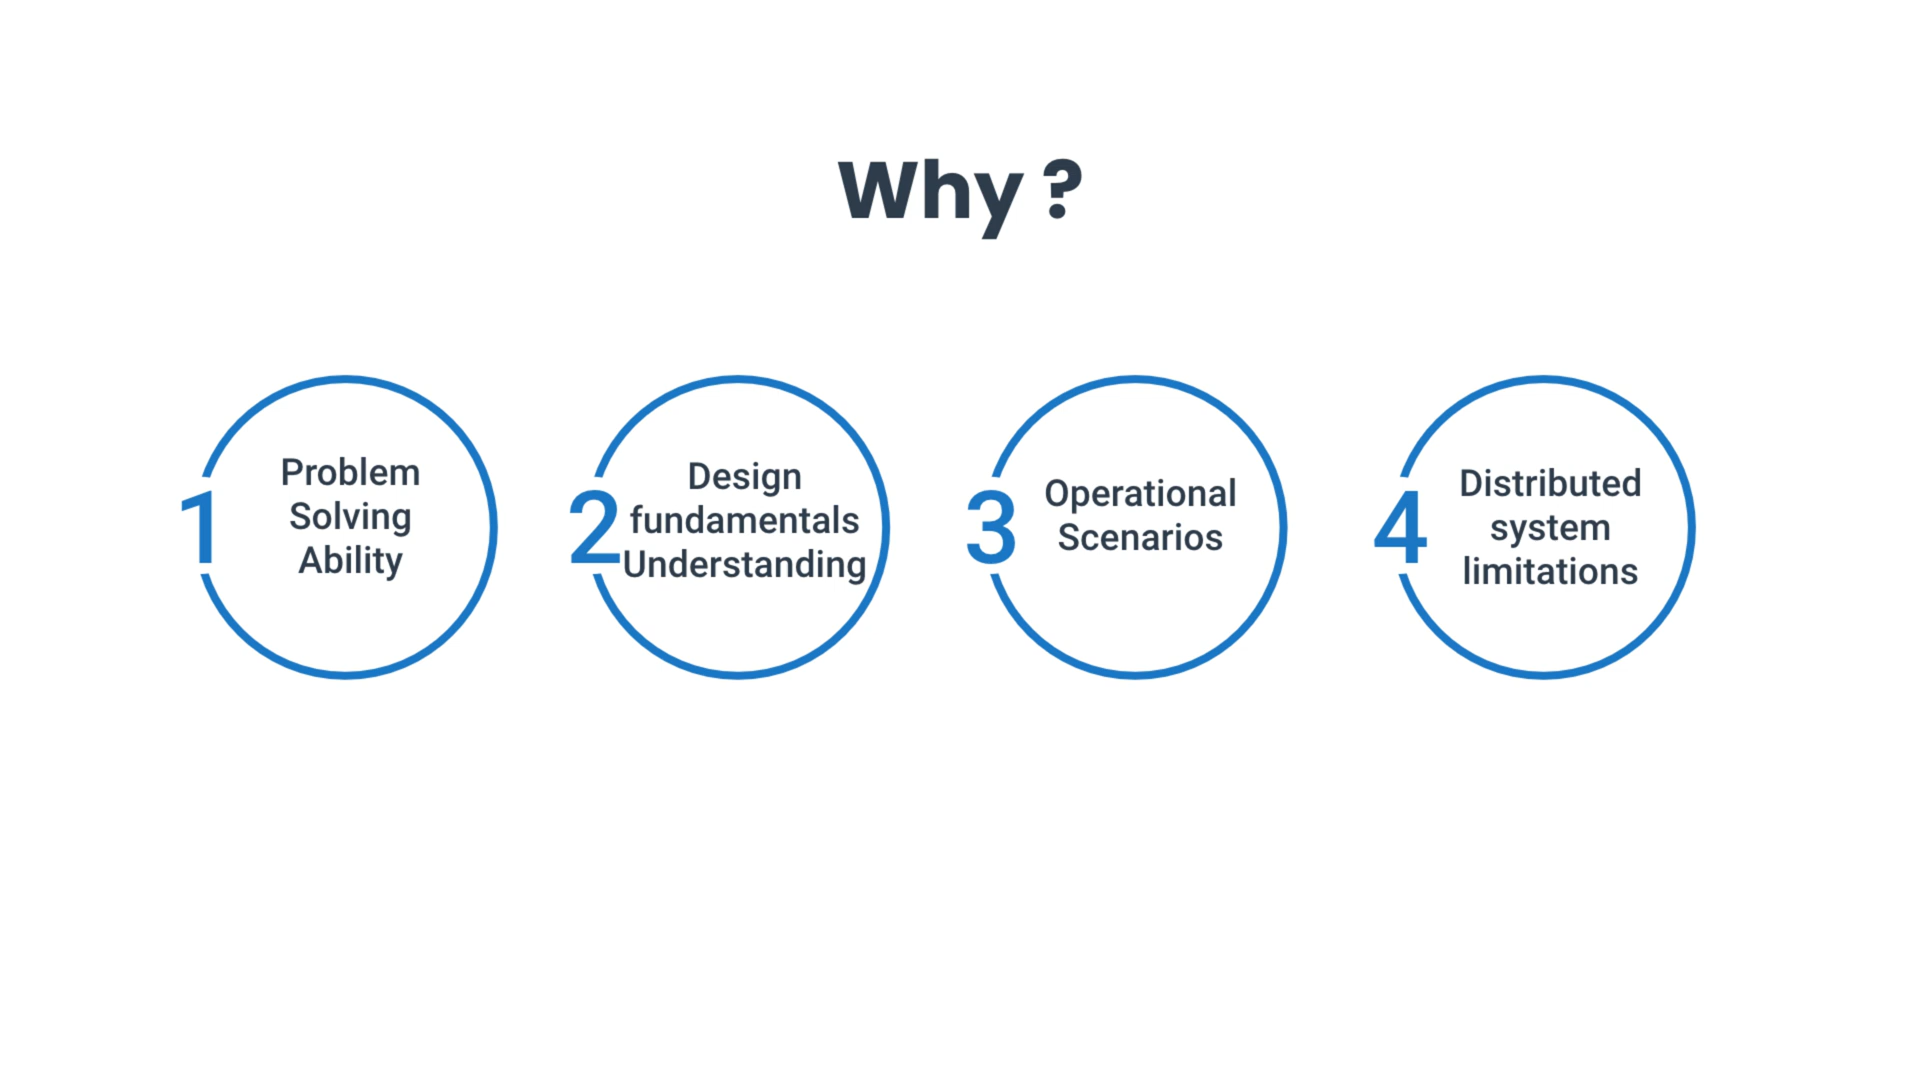 Why ?
1
Problem
Solving
Ability
2
Design
fundamentals
Understanding
3
Operational
Scenarios
4
Distributed
system
limitations